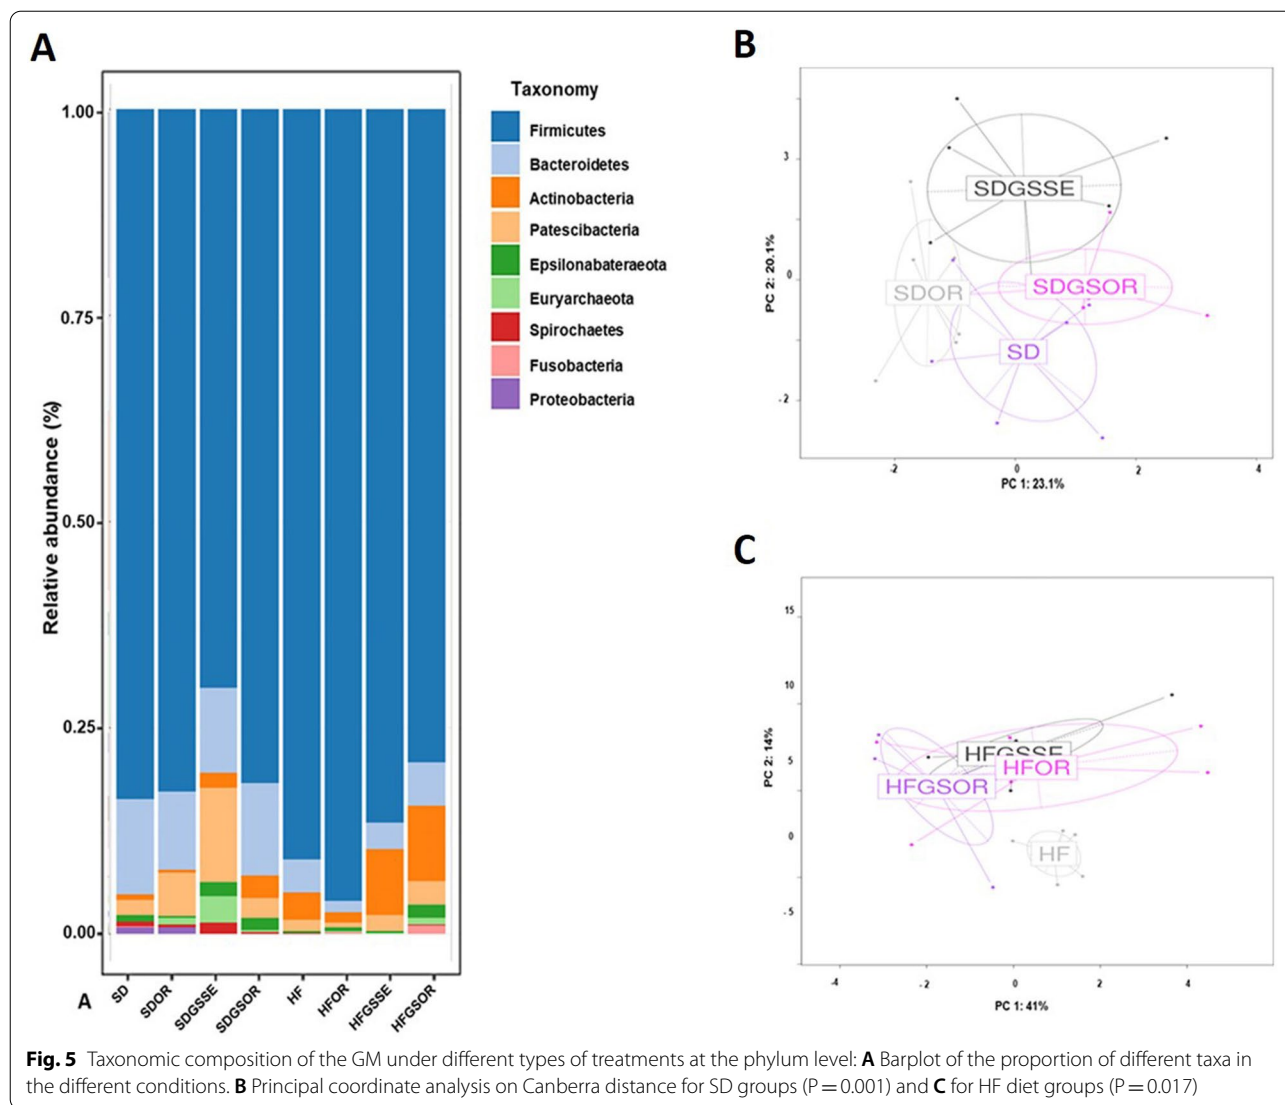 A
Taxonomy
Firmicutes
Bacteroidetes
Actinobacteria
Patescibacteria
Epsilonabateraeota
Euryarchaeota
Spirochaetes
Fusobacteria
Proteobacteria
Relative abundance (%)
1.00
0.75
0.50
0.25
0.00
A
SD
SDOR
SDGSSE
SDGSOR
HF
HFOR
HFGSSE
HFGSOR
B
PC 2: 20.1%
3
0
- 2
SDGSSE
SDOR
SDGSOR
SD
-2
0
2
4
PC 1: 23.1%
C
PC 2: 14%
15
10
5
0
- 5
HFGSSE
HFOR
HFGSOR
HF
-4
-2
0
2
4
PC 1: 41%
Fig. 5 Taxonomic composition of the GM under different types of treatments at the phylum level: A Barplot of the proportion of different taxa in
the different conditions. B Principal coordinate analysis on Canberra distance for SD groups (P = 0.001) and C for HF diet groups (P = 0.017)